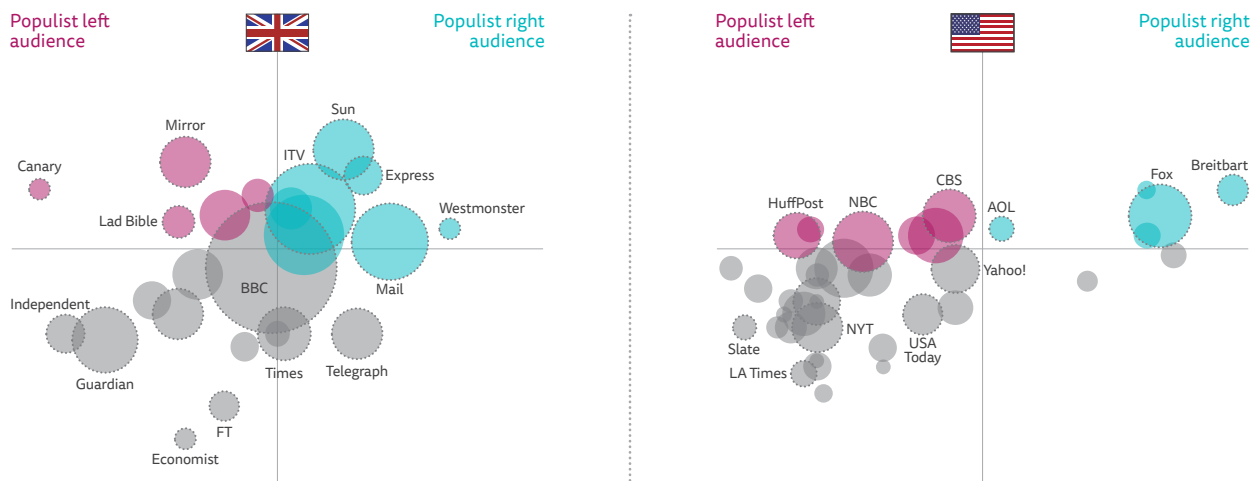 Populist left
audience
Populist right
audience
Sun
Mirror
ITV
Canary
Express
Lad Bible
Westmonster
BBC
Mail
Independent
Guardian
Times
Telegraph
FT
Economist
Populist left
audience
Populist right
audience
Breitbart
Fox
CBS
HuffPost
NBC
AOL
Yahoo!
NYT
USA
Today
Slate
LA Times